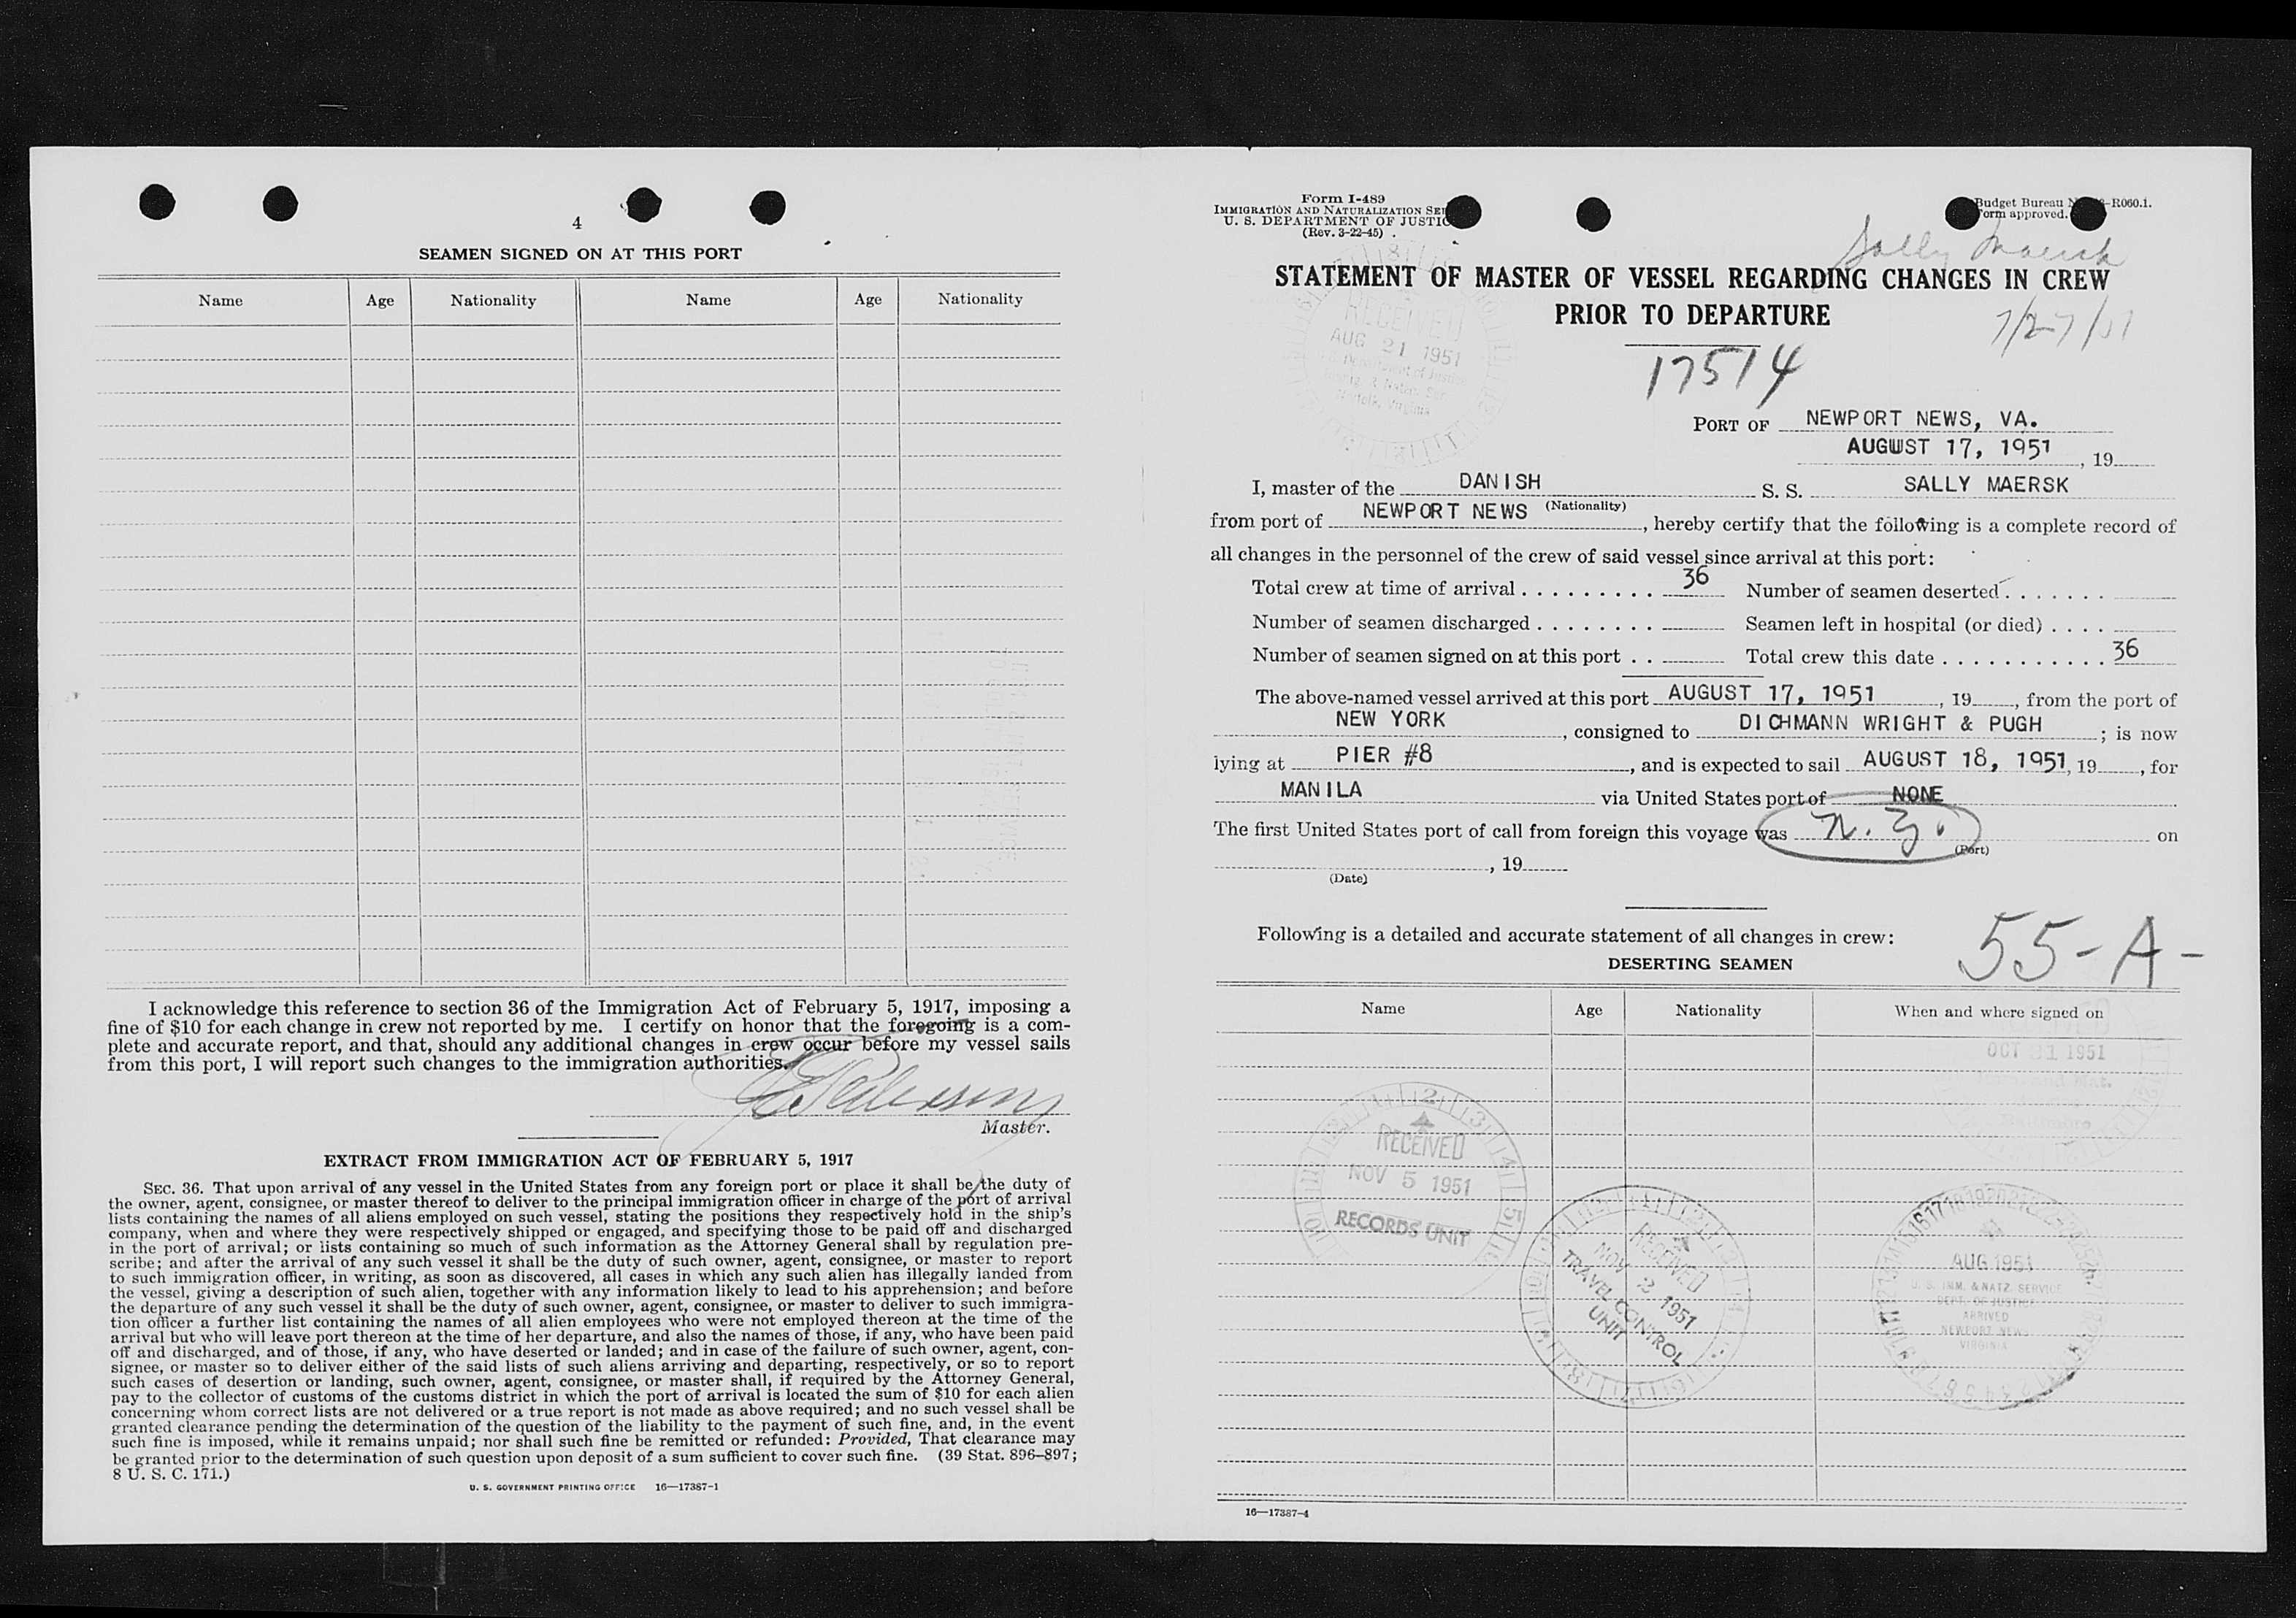 4
SEAMEN SIGNED ON AT THIS PORT
Name Age Nationality Name Age Nationality
I acknowledge this reference to section 36 of the Immigration Act of February 5, 1917, imposing a
fine of $10 for each change in crew not reported by me. I certify on honor that the foregoing is a com-
plete and accurate report, and that, should any additional changes in crew occur before my vessel sails
from this port, I will report such changes to the immigration authorities.
Master.
EXTRACT FROM IMMIGRATION ACT OF FEBRUARY 5, 1917
SEC. 36. That upon arrival of any vessel in the United States from any foreign port or place it shall be the duty of
the owner, agent, consignee, or master thereof to deliver to the principal immigration officer in charge of the port of arrival
lists containing the names of all aliens employed on such vessel, stating the positions they respectively hold in the ship's
company, when and where they were respectively shipped or engaged, and specifying those to be paid off and discharged
in the port of arrival; or lists containing so much of such information as the Attorney General shall by regulation pre-
scribe; and after the arrival of any such vessel it shall be the duty of such owner, agent, consignee, or master to report
to such immigration officer, in writing, as soon as discovered, all cases in which any such alien has illegally landed from
the vessel, giving a description of such alien, together with any information likely to lead to his apprehension; and before
the departure of any such vessel it shall be the duty of such owner, agent, consignee, or master to deliver to such immigra-
tion officer a further list containing the names of all alien employees who were not employed thereon at the time of the
arrival but who will leave port thereon at the time of her departure, and also the names of those, if any, who have been paid
off and discharged, and of those, if any, who have deserted or landed; and in case of the failure of such owner, agent, con-
signee, or master so to deliver either of the said lists of such aliens arriving and departing, respectively, or so to report
such cases of desertion or landing, such owner, agent, consignee, or master shall, if required by the Attorney General,
pay to the collector of customs of the customs district in which the port of arrival is located the sum of $10 for each alien
concerning whom correct lists are not delivered or a true report is not made as above required; and no such vessel shall be
granted clearance pending the determination of the question of the liability to the payment of such fine, and, in the event
such fine is imposed, while it remains unpaid; nor shall such fine be remitted or refunded: Provided, That clearance may
be granted prior to the determination of such question upon deposit of a sum sufficient to cover such fine. (39 Stat. 896–897;
8 U. S. C. 171.)
U. S. GOVERNMENT PRINTING OFFICE 16—17387-1
Form I-489
IMMIGRATION AND NATURALIZATION
U. S. DEPARTMENT OF
(Rev. 3-22-45)
Budget Bureau -R060.1.
Form approved.
Sally Maersk
STATEMENT OF MASTER OF VESSEL REGARDING CHANGES IN CREW
PRIOR TO DEPARTURE
7/27/51
RECEIVED
AUG 21 1951
Norfolk, Virginia
17514
PORT OF NEWPORT NEWS, VA.
AUGUST 17, 1951, 19
I, master of the DANISH S. S. SALLY MAERSK
(Nationality)
from port of NEWPORT NEWS, hereby certify that the following is a complete record of
all changes in the personnel of the crew of said vessel since arrival at this port:
Total crew at time of arrival 36 Number of seamen deserted
Number of seamen discharged Seamen left in hospital (or died)
Number of seamen signed on at this port Total crew this date 36
The above-named vessel arrived at this port AUGUST 17, 1951, 19, from the port of
NEW YORK, consigned to DICHMANN WRIGHT & PUGH; is now
lying at PIER #8, and is expected to sail AUGUST 18, 1951, 19, for
MANILA via United States port of NONE
The first United States port of call from foreign this voyage was N. Y. on
(Port)
, 19
(Date)
Following is a detailed and accurate statement of all changes in crew:
55-A-
DESERTING SEAMEN
Name Age Nationality When and where signed on
OCT 31 1951
RECEIVED
NOV 5 1951
RECORDS UNIT
RECEIVED
NOV 2 1951
TRAVEL CONTROL
UNIT
AUG 1951
U. S. IMM. & NATZ. SERVICE
DEPT. OF JUSTICE
ARRIVED
NEWPORT NEWS
VIRGINIA
16—17387-4